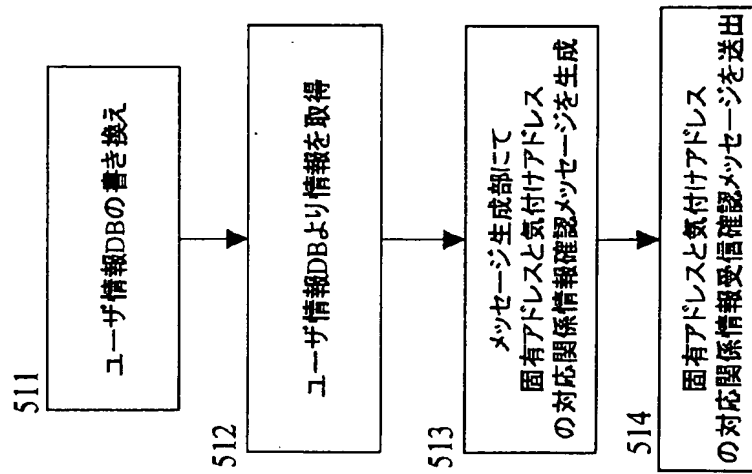 511
ユーザ情報DBの書き換え
512
ユーザ情報DBより情報を取得
513
メッセージ生成部にて
固有アドレスと気付けアドレス
の対応関係情報確認メッセージを生成
514
固有アドレスと気付けアドレス
の対応関係情報受信確認メッセージを送出